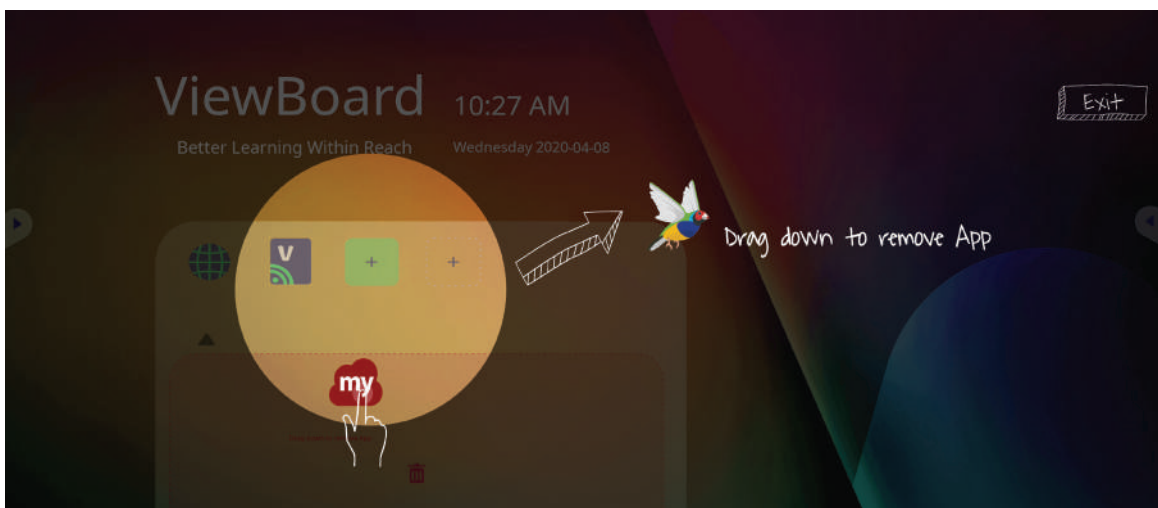 ViewBoard
10:27 AM
Better Learning Within Reach
Wednesday 2020-04-08
Exit
V
Drag down to remove App
my